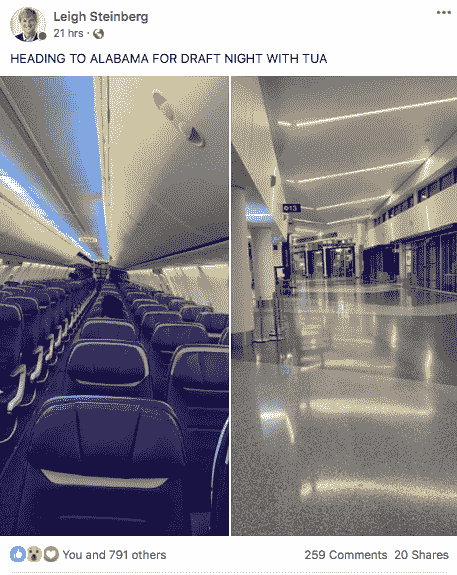 Leigh Steinberg
21 hrs ·
HEADING TO ALABAMA FOR DRAFT NIGHT WITH TUA
You and 791 others
259 Comments 20 Shares